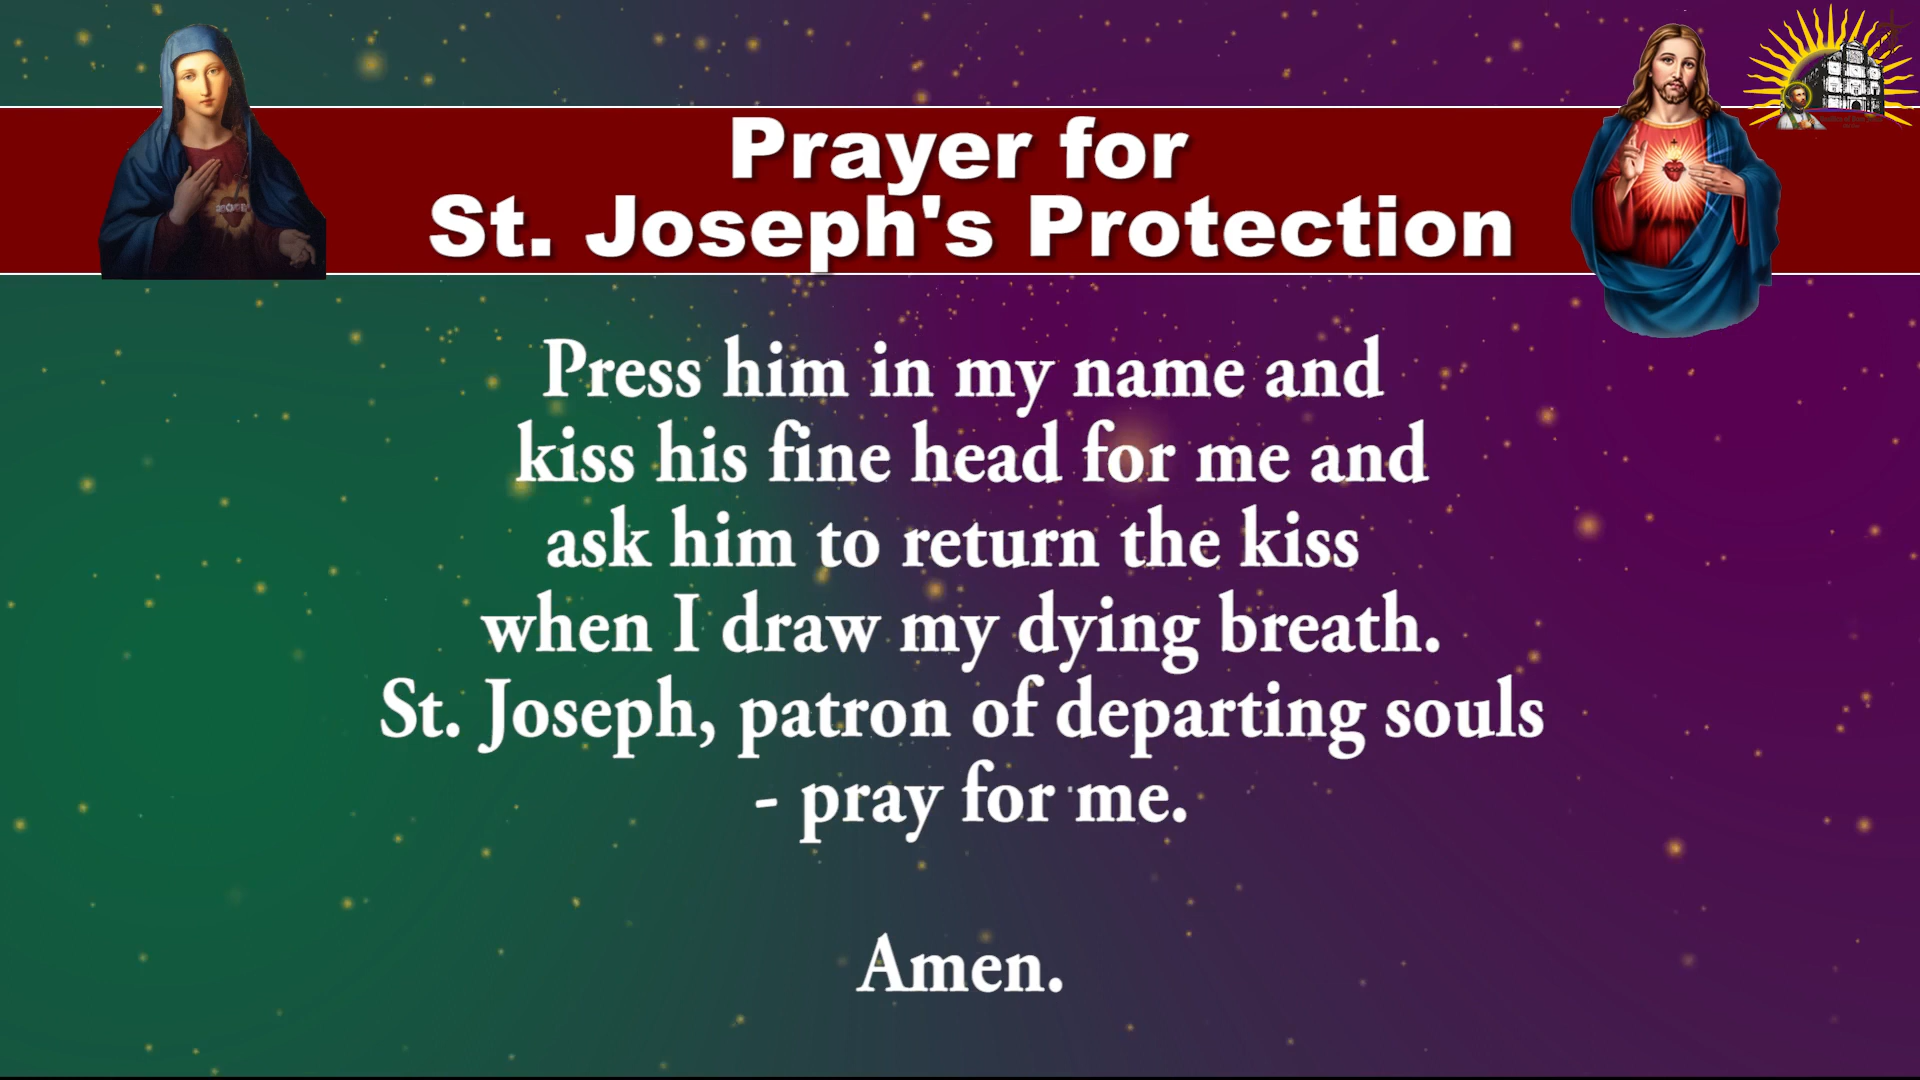 Prayer for
St. Joseph's Protection
Press him in my name and
kiss his fine head for me and
ask him to return the kiss
when I draw my dying breath.
St. Joseph, patron of departing souls
- pray for me.
Amen.